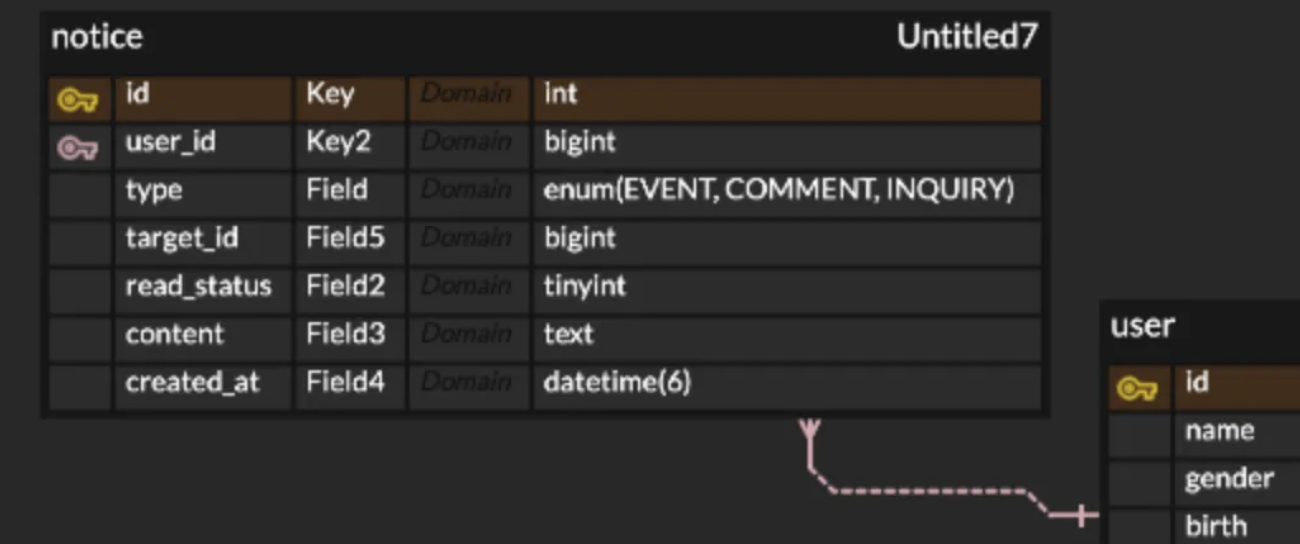 notice Untitled7
id Key Domain int
user_id Key2 Domain bigint
type Field Domain enum(EVENT, COMMENT, INQUIRY)
target_id Field5 Domain bigint
read_status Field2 Domain tinyint
content Field3 Domain text
created_at Field4 Domain datetime(6)
user
id
name
gender
birth